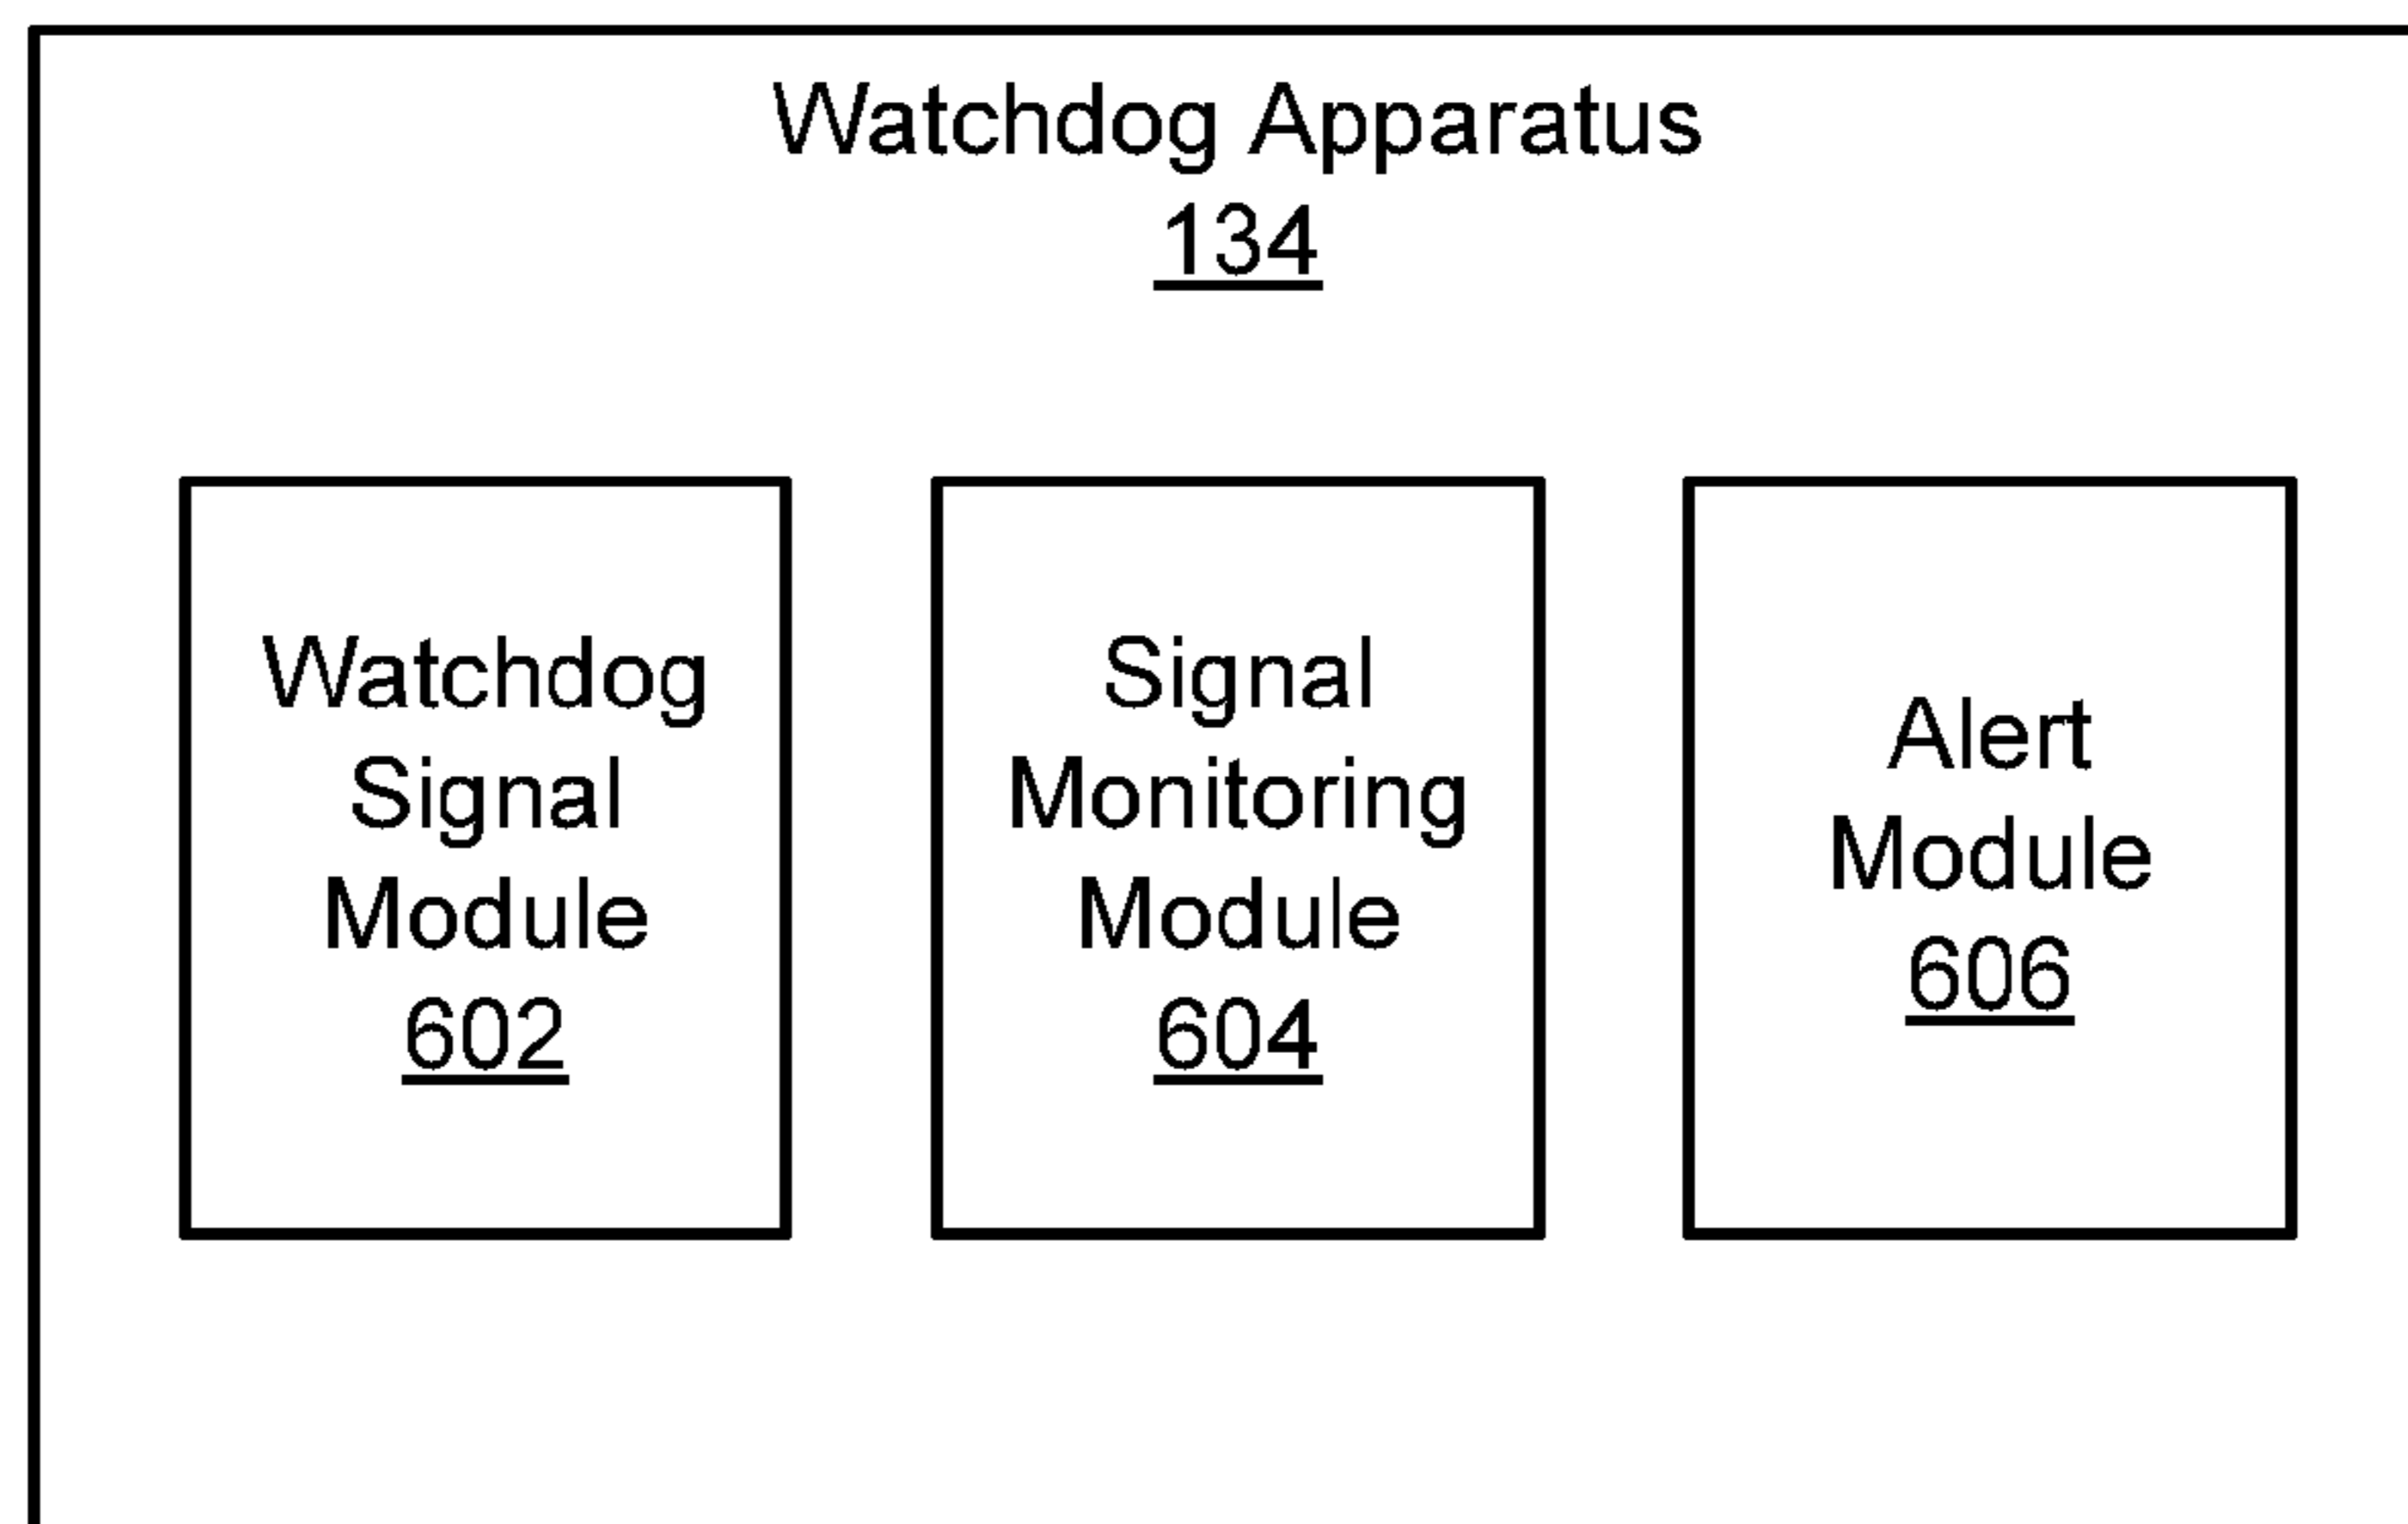 Watchdog Apparatus
134
Watchdog
Signal
Module
602
Signal
Monitoring
Module
604
Alert
Module
606